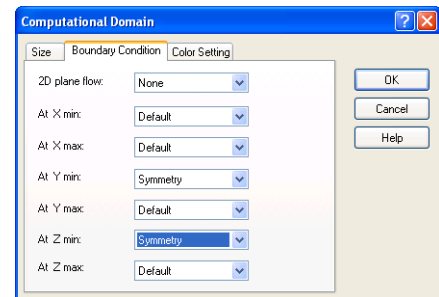 Computational Domain
Size Boundary Condition Color Setting
2D plane flow: None OK
At X min: Default Cancel
At X max: Default Help
At Y min: Symmetry
At Y max: Default
At Z min: Symmetry
At Z max: Default